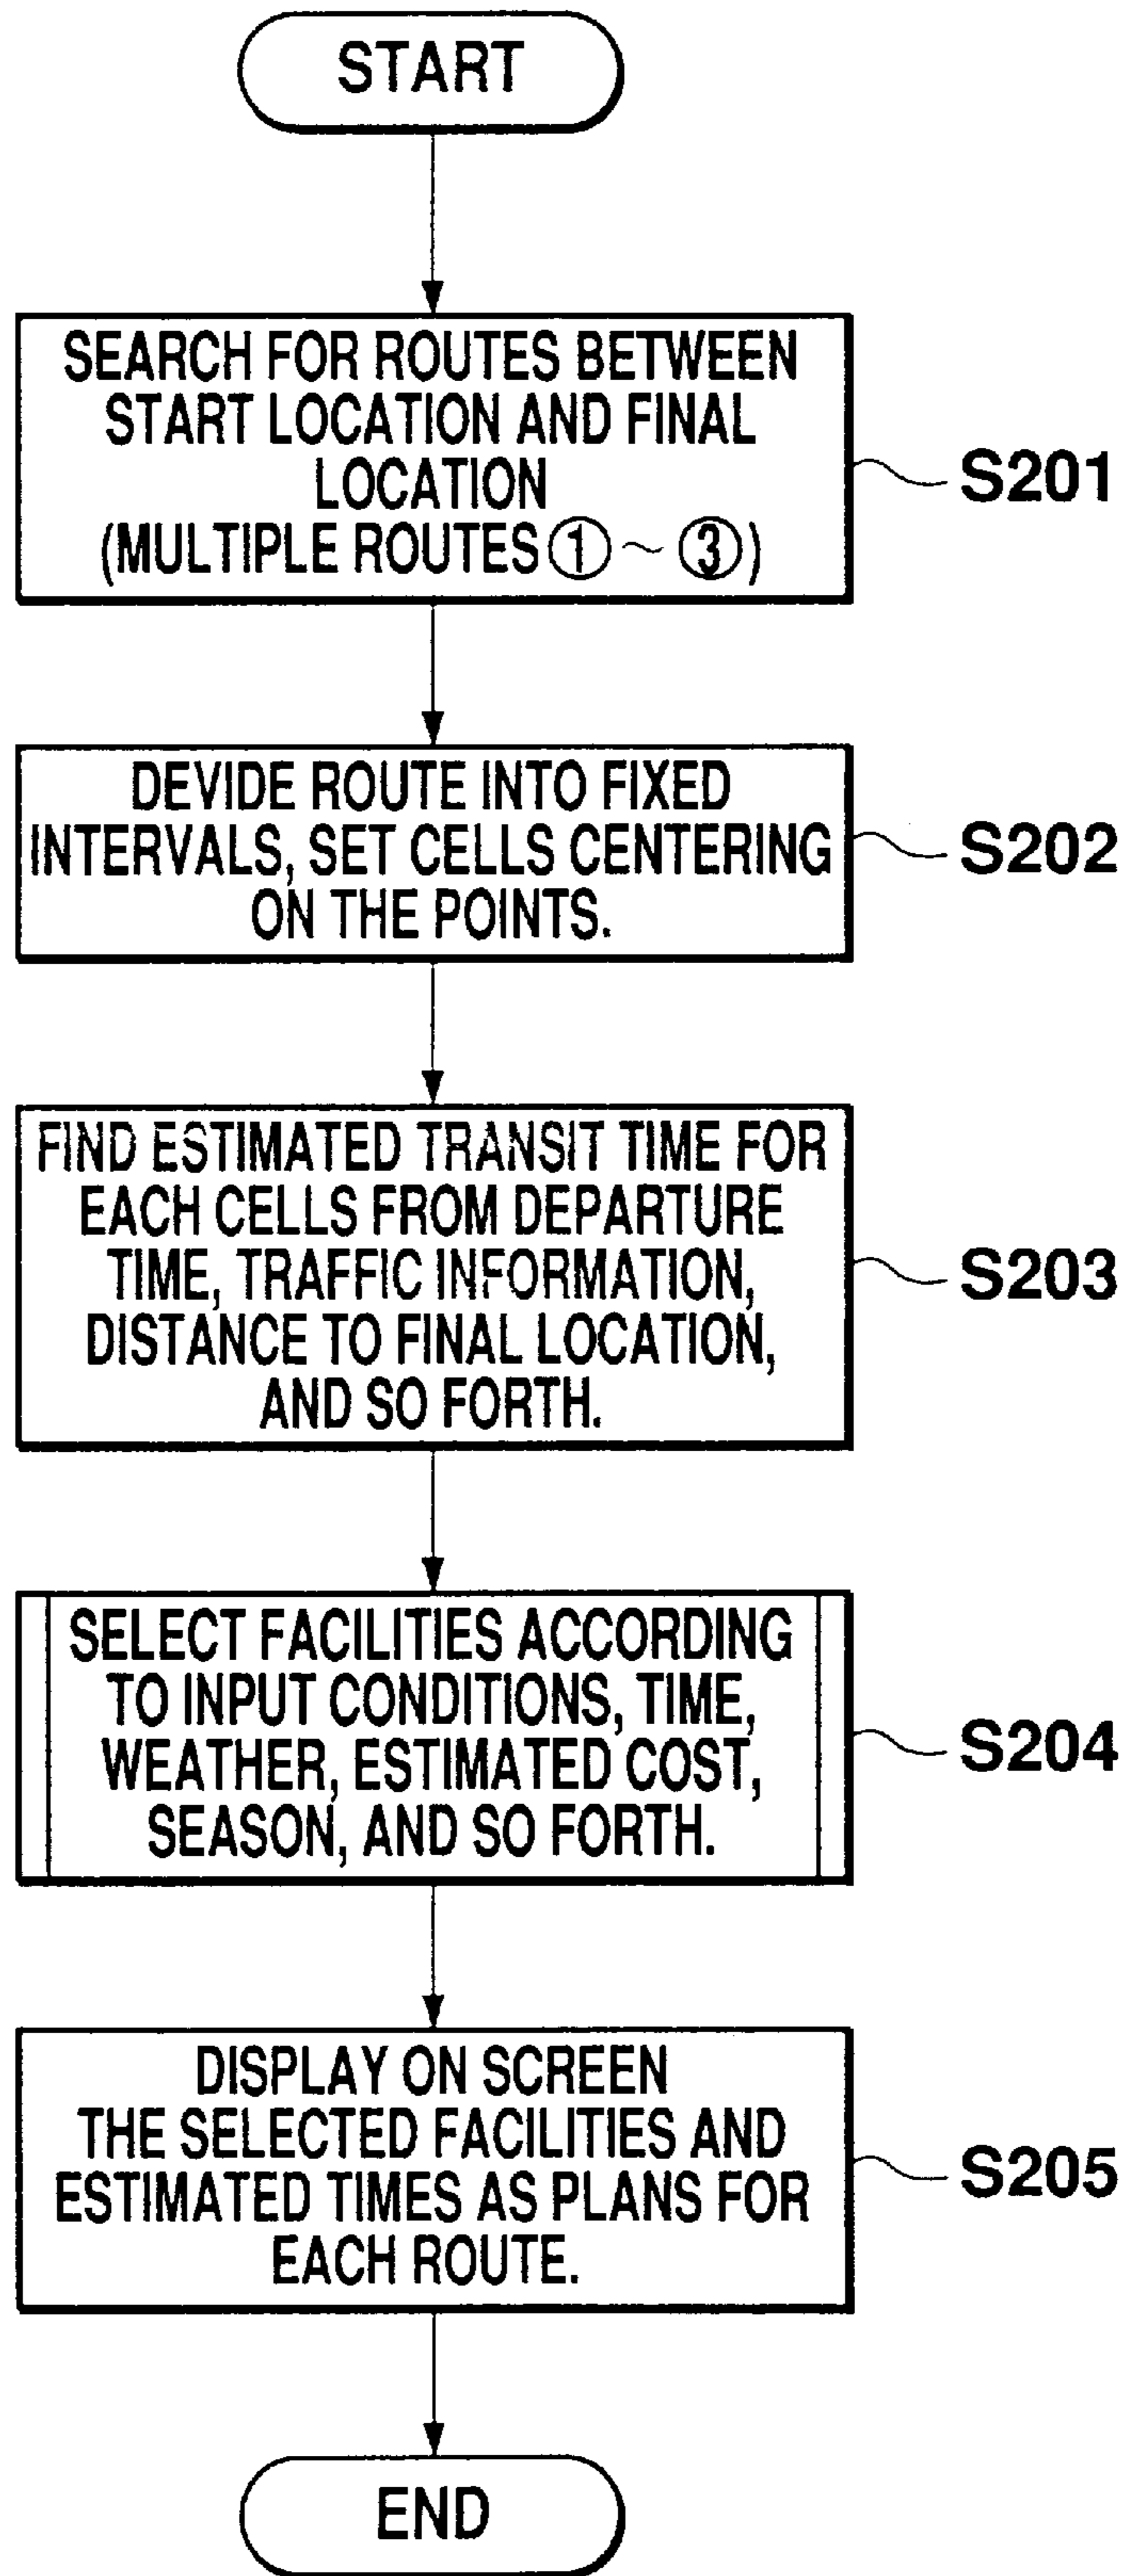 START
SEARCH FOR ROUTES BETWEEN
START LOCATION AND FINAL
LOCATION
(MULTIPLE ROUTES ① ~ ③)
S201
DEVIDE ROUTE INTO FIXED
INTERVALS, SET CELLS CENTERING
ON THE POINTS.
S202
FIND ESTIMATED TRANSIT TIME FOR
EACH CELLS FROM DEPARTURE
TIME, TRAFFIC INFORMATION,
DISTANCE TO FINAL LOCATION,
AND SO FORTH.
S203
SELECT FACILITIES ACCORDING
TO INPUT CONDITIONS, TIME,
WEATHER, ESTIMATED COST,
SEASON, AND SO FORTH.
S204
DISPLAY ON SCREEN
THE SELECTED FACILITIES AND
ESTIMATED TIMES AS PLANS FOR
EACH ROUTE.
S205
END